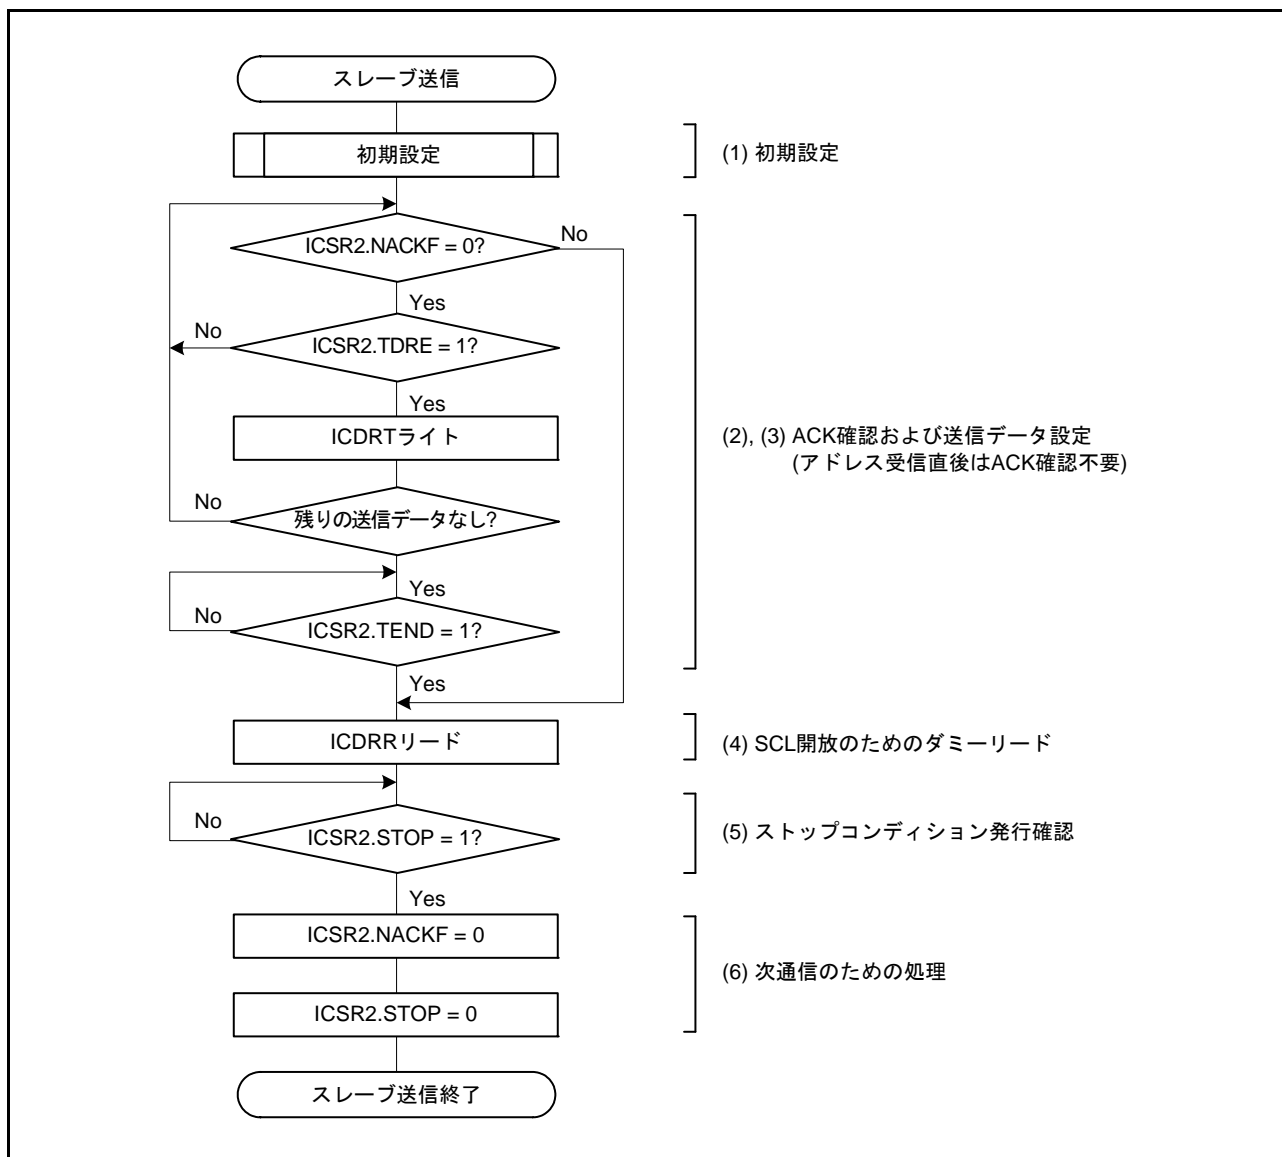 スレーブ送信
初期設定
(1) 初期設定
ICSR2.NACKF = 0?
No
Yes
No
ICSR2.TDRE = 1?
Yes
ICDRTライト
(2), (3) ACK確認および送信データ設定
(アドレス受信直後はACK確認不要)
No
残りの送信データなし?
Yes
No
ICSR2.TEND = 1?
Yes
ICDRRリード
(4) SCL開放のためのダミーリード
No
ICSR2.STOP = 1?
(5) ストップコンディション発行確認
Yes
ICSR2.NACKF = 0
(6) 次通信のための処理
ICSR2.STOP = 0
スレーブ送信終了